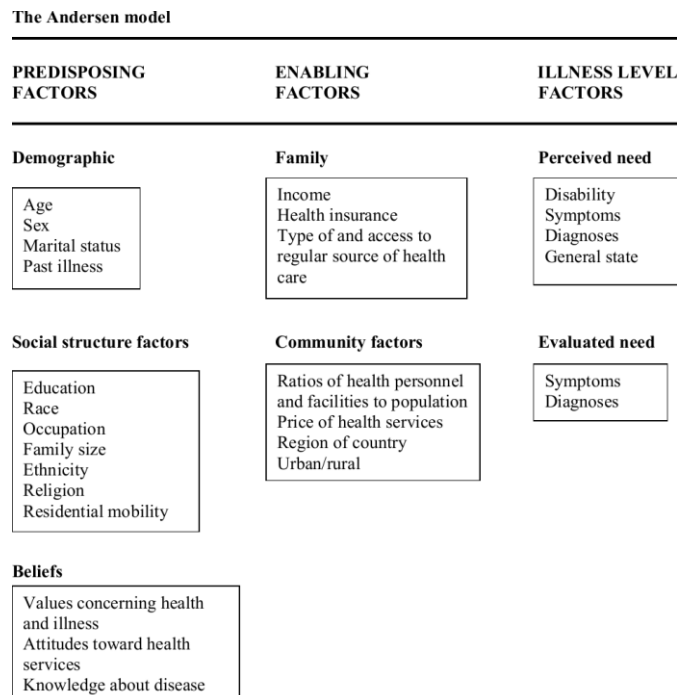 The Andersen model
PREDISPOSING
FACTORS
ENABLING
FACTORS
ILLNESS LEVEL
FACTORS
Demographic
Age
Sex
Marital status
Past illness
Social structure factors
Education
Race
Occupation
Family size
Ethnicity
Religion
Residential mobility
Beliefs
Values concerning health
and illness
Attitudes toward health
services
Knowledge about disease
Family
Income
Health insurance
Type of and access to
regular source of health
care
Community factors
Ratios of health personnel
and facilities to population
Price of health services
Region of country
Urban/rural
Perceived need
Disability
Symptoms
Diagnoses
General state
Evaluated need
Symptoms
Diagnoses